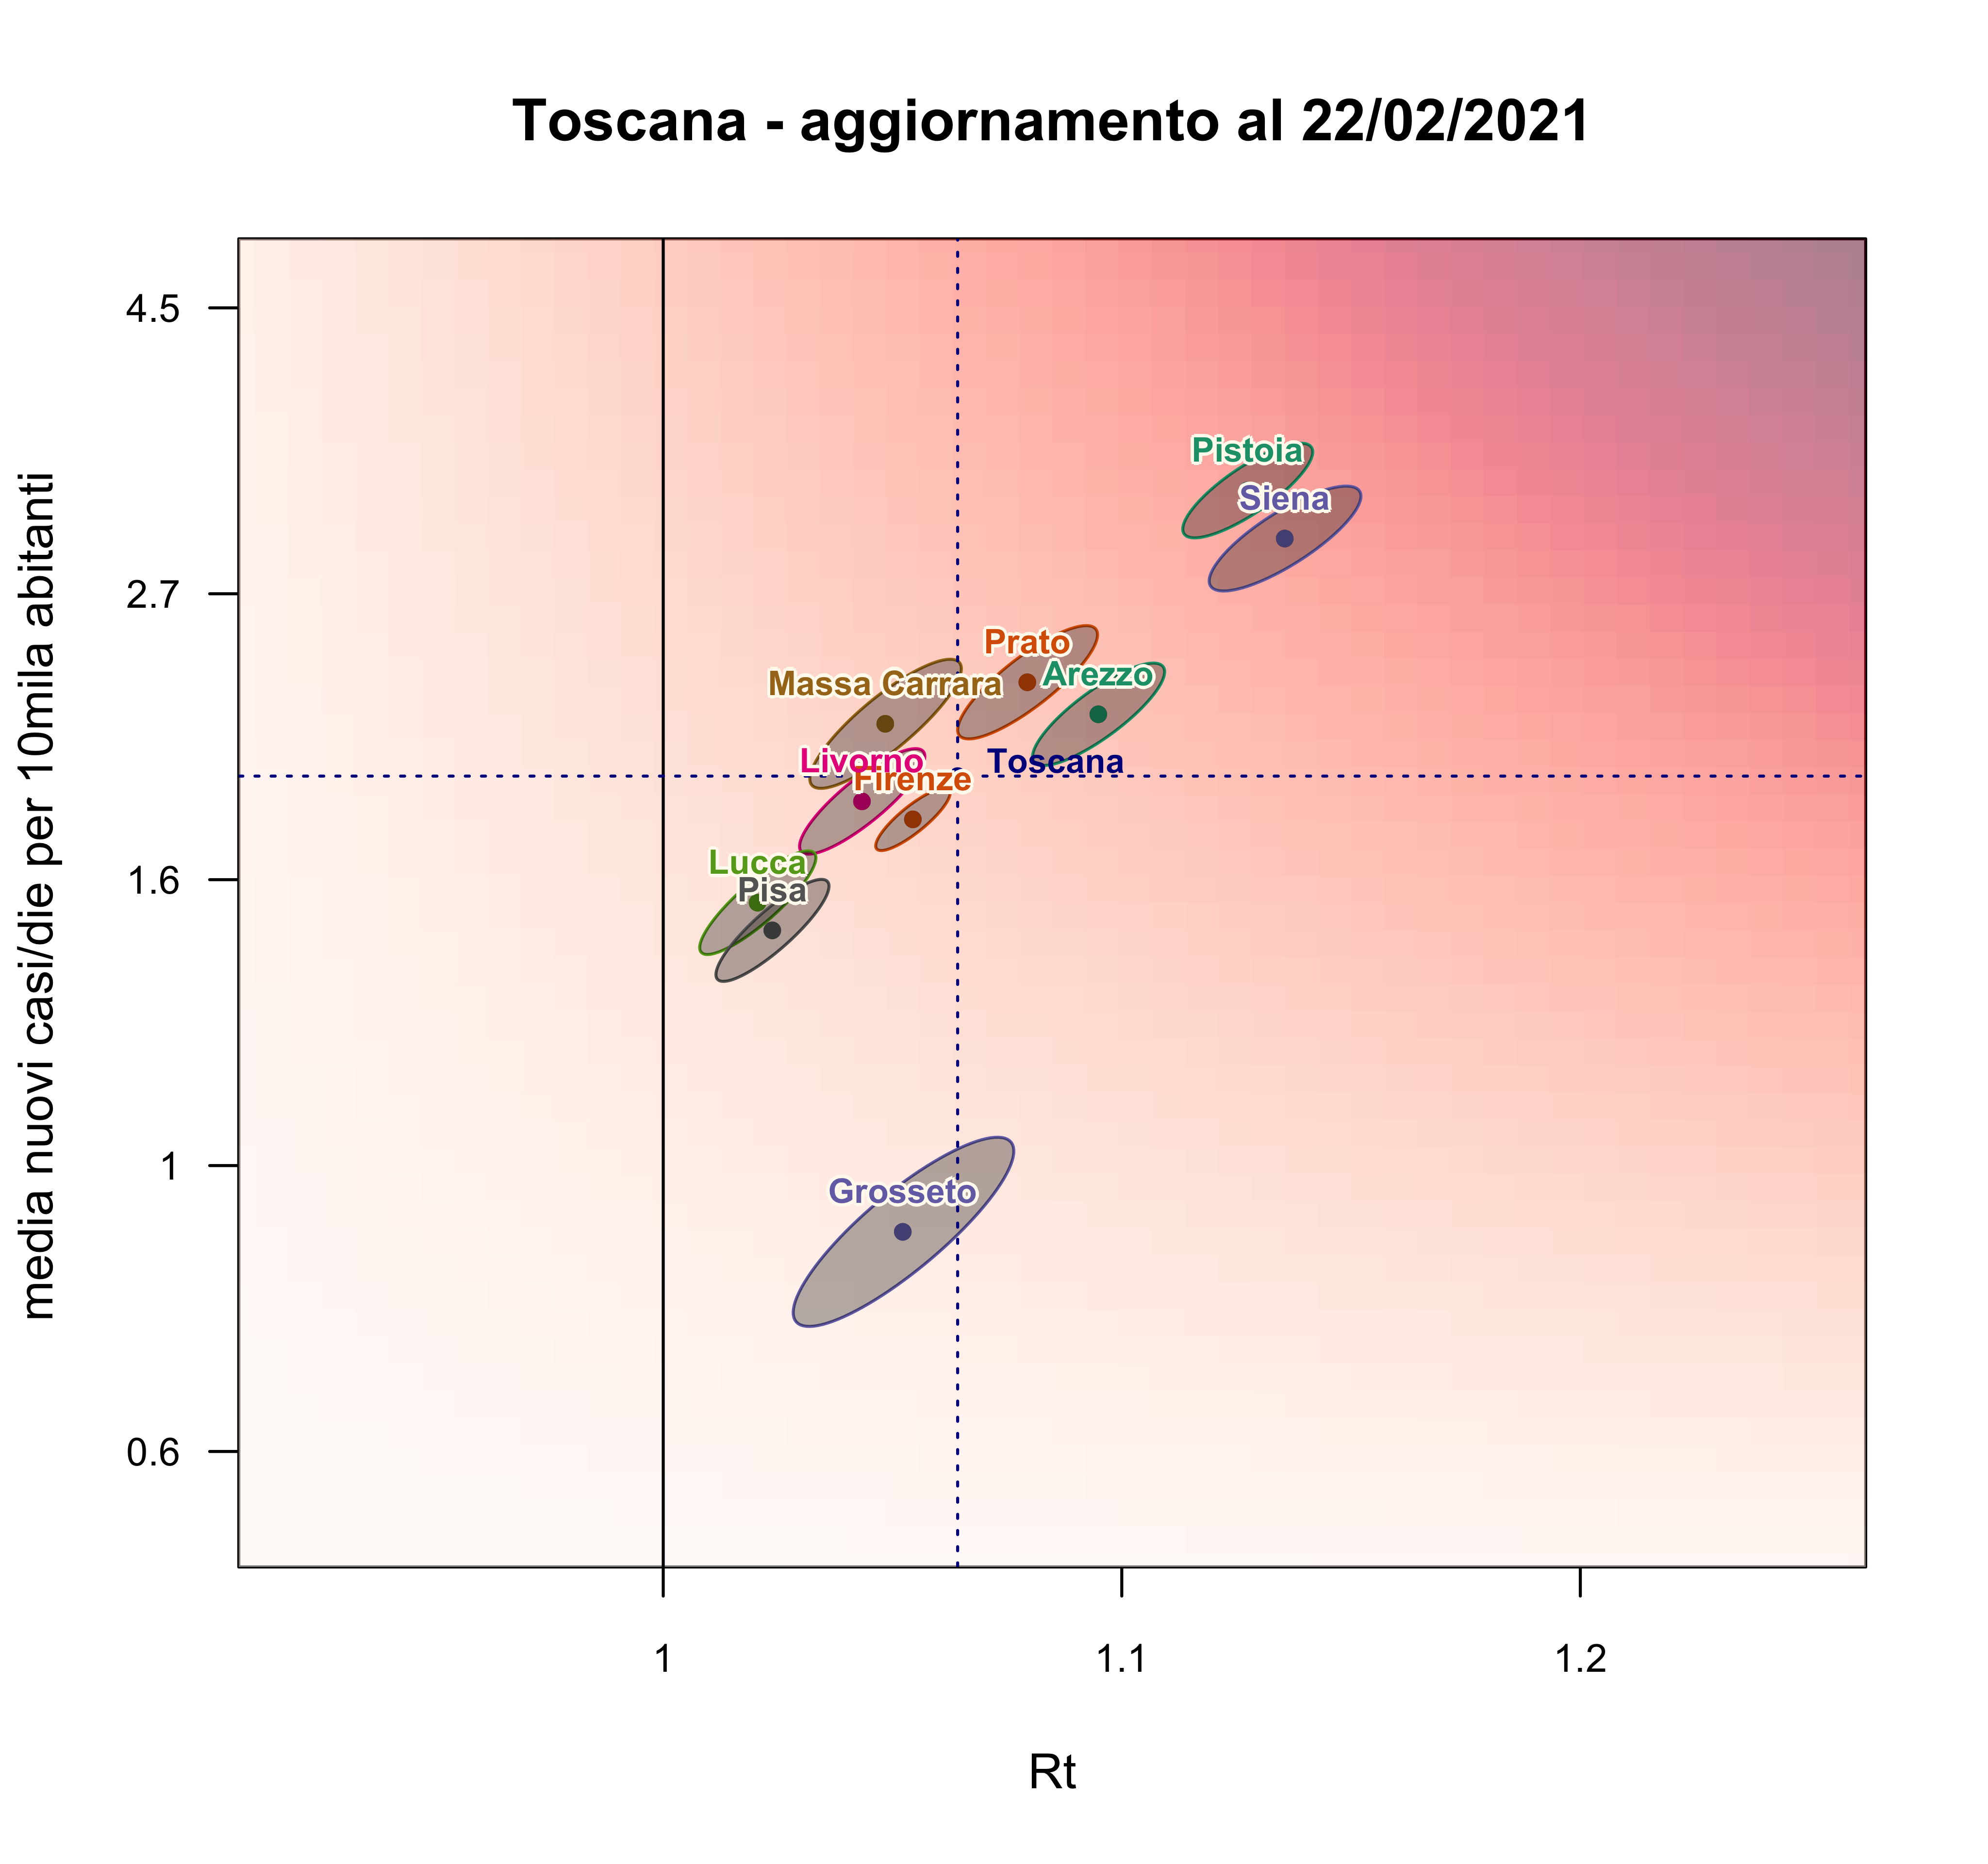 Toscana - aggiornamento al 22/02/2021
media nuovi casi/die per 10mila abitanti
4.5
2.7
1.6
1
0.6
Pistoia
Siena
Prato
Arezzo
Massa Carrara
Livorno
Toscana
Firenze
Lucca
Pisa
Grosseto
1
1.1
1.2
Rt